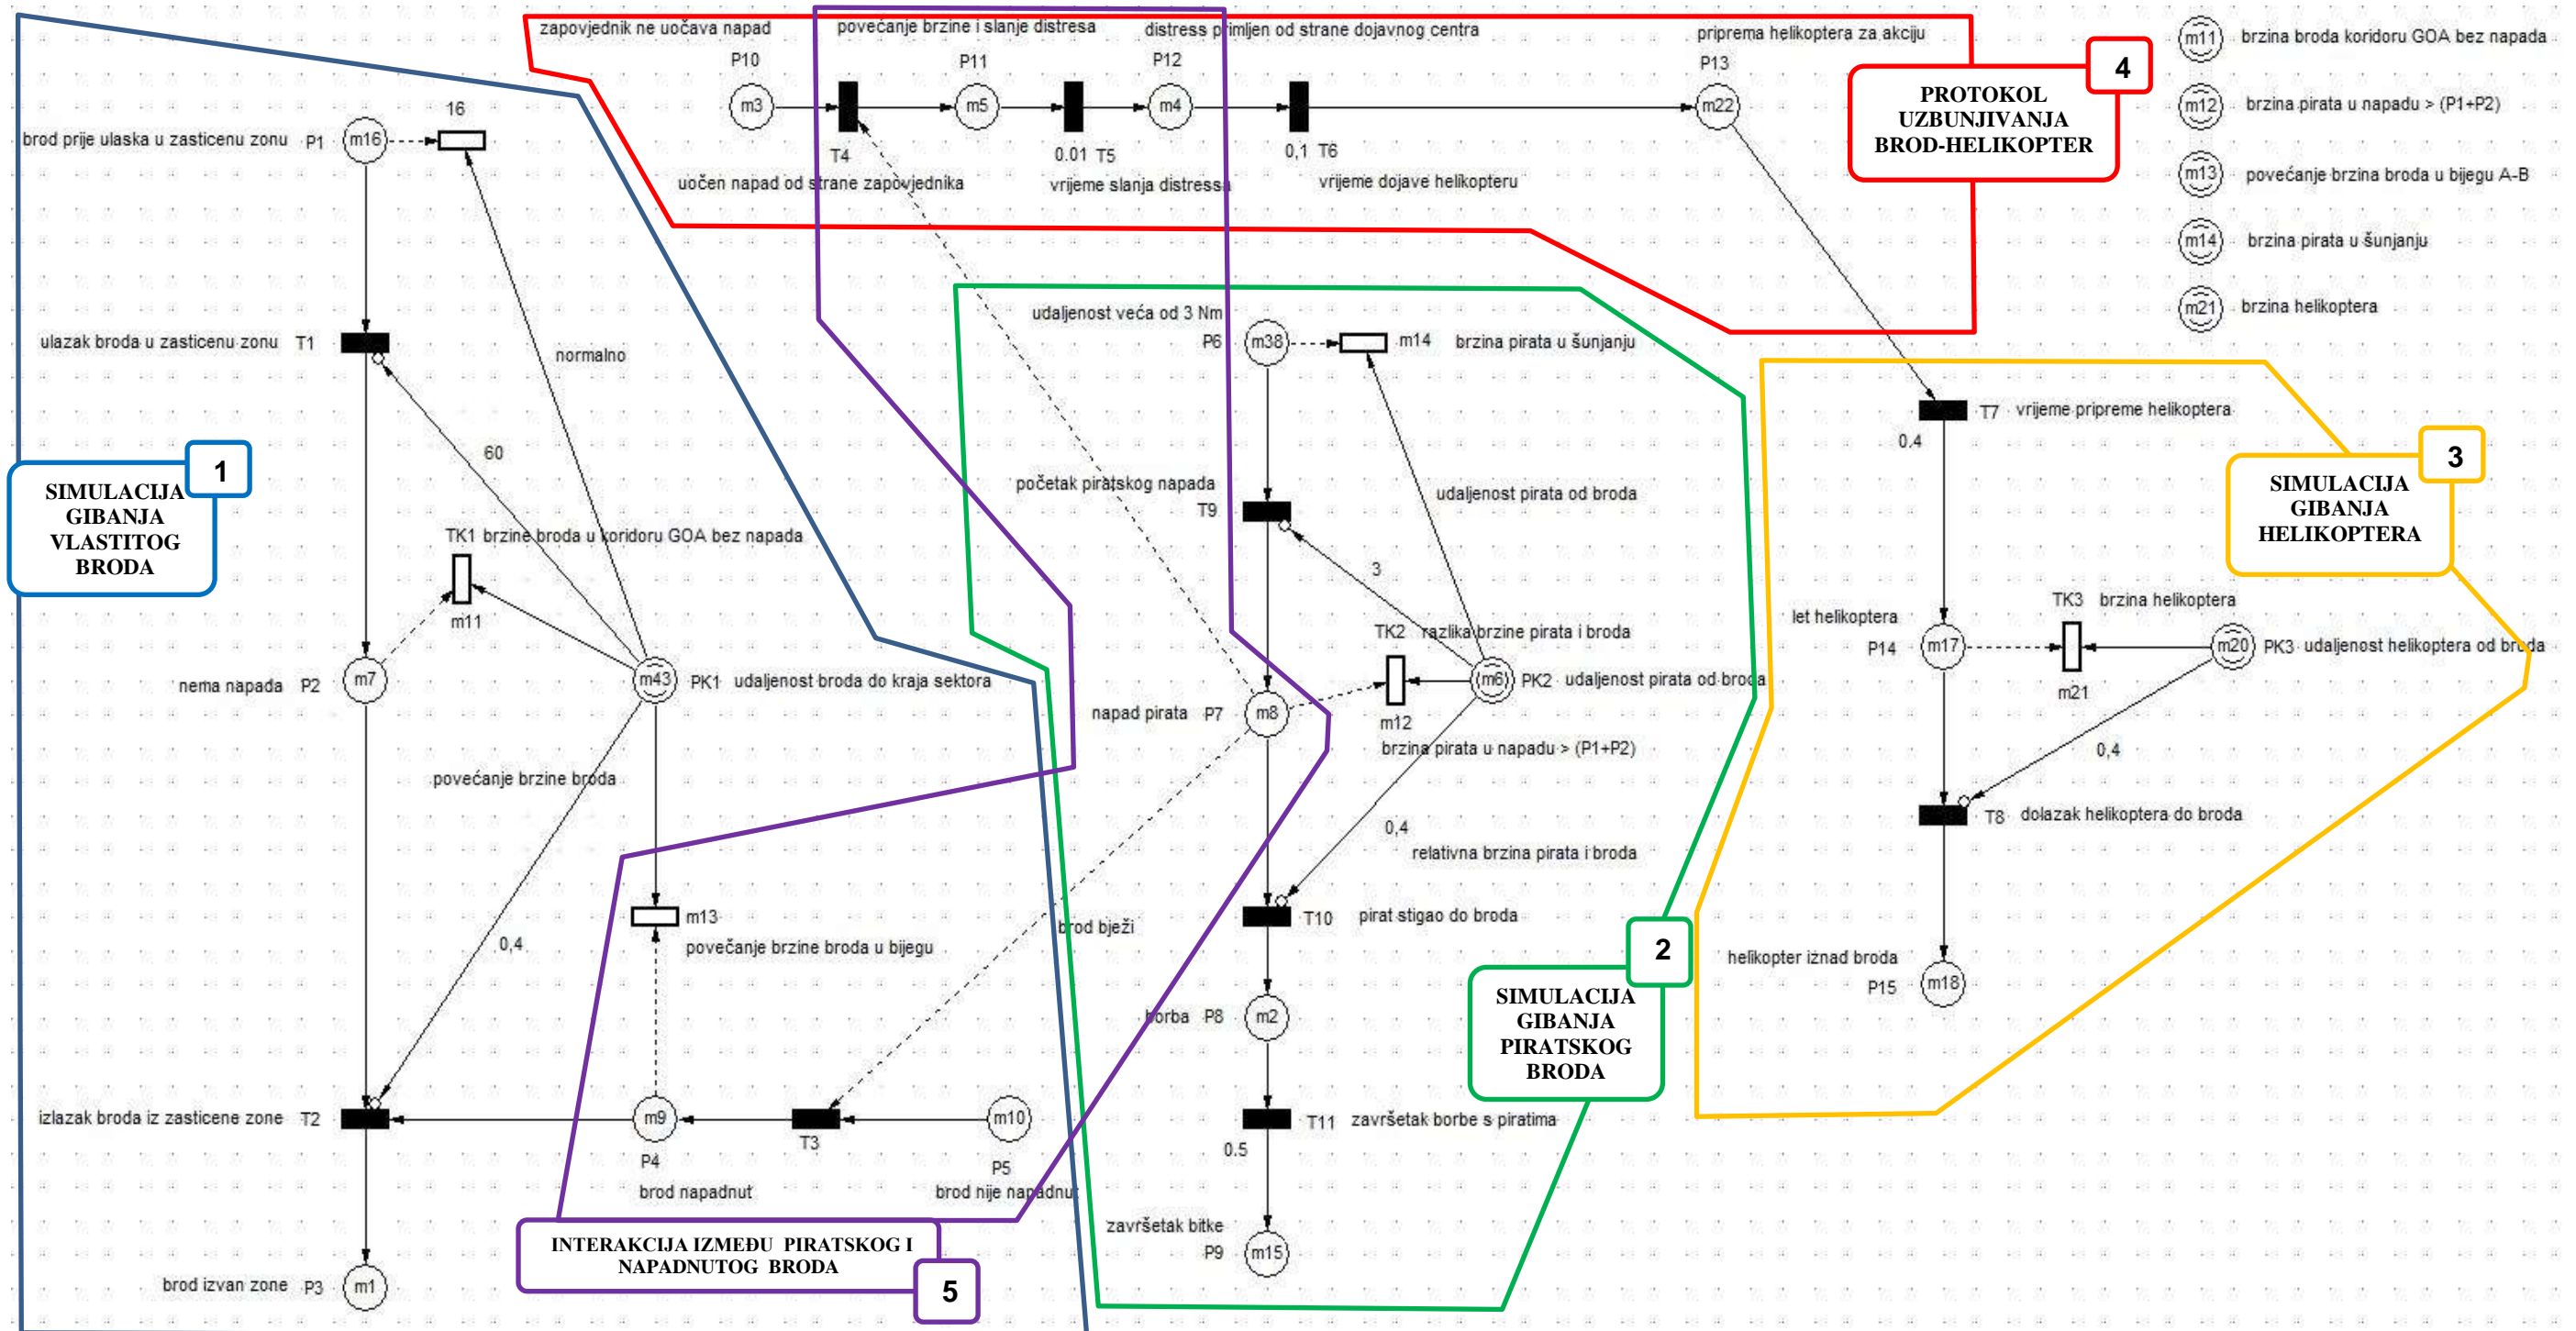 zapovjednik ne uočava napad
povećanje brzine i slanje distresa
distress primljen od strane dojavnog centra
priprema helikoptera za akciju
P10
P11
P12
P13
m3
m5
m4
m22
T4
0.01 T5
0,1 T6
uočen napad od strane zapovjednika
vrijeme slanja distressa
vrijeme dojave helikopteru
4
PROTOKOL
UZBUNJIVANJA
BROD-HELIKOPTER
m11 brzina broda koridoru GOA bez napada
m12 brzina pirata u napadu > (P1+P2)
m13 povećanje brzina broda u bijegu A-B
m14 brzina pirata u šunjanju
m21 brzina helikoptera
16
brod prije ulaska u zasticenu zonu P1 m16
ulazak broda u zasticenu zonu T1
normalno
60
1
SIMULACIJA
GIBANJA
VLASTITOG
BRODA
TK1 brzine broda u koridoru GOA bez napada
m11
nema napada P2 m7
m43 PK1 udaljenost broda do kraja sektora
povećanje brzine broda
0,4
m13
povečanje brzine broda u bijegu
izlazak broda iz zasticene zone T2
m9
P4
brod napadnut
T3
m10
P5
brod nije napadnut
brod izvan zone P3 m1
INTERAKCIJA IZMEĐU PIRATSKOG I
NAPADNUTOG BRODA
5
udaljenost veća od 3 Nm
P6 m38 m14 brzina pirata u šunjanju
početak piratskog napada
T9
udaljenost pirata od broda
3
TK2 razlika brzine pirata i broda
m6 PK2 udaljenost pirata od broda
napad pirata P7 m8
m12
brzina pirata u napadu > (P1+P2)
0,4
relativna brzina pirata i broda
T10 pirat stigao do broda
brod bježi
borba P8 m2
T11 završetak borbe s piratima
0.5
završetak bitke
P9 m15
2
SIMULACIJA
GIBANJA
PIRATSKOG
BRODA
T7 vrijeme pripreme helikoptera
0.4
3
SIMULACIJA
GIBANJA
HELIKOPTERA
let helikoptera
P14 m17
TK3 brzina helikoptera
m21
m20 PK3 udaljenost helikoptera od broda
0,4
T8 dolazak helikoptera do broda
helikopter iznad broda
P15 m18